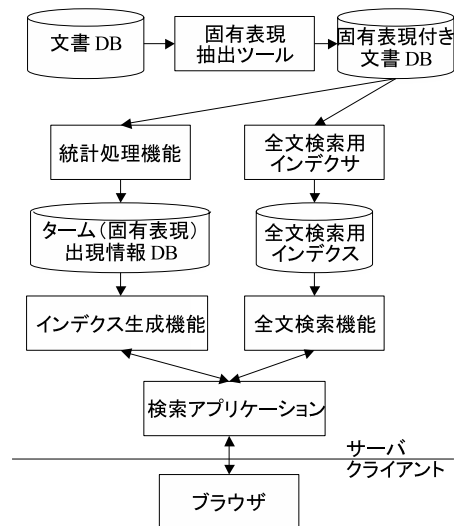 文書 DB
固有表現
抽出ツール
固有表現付き
文書 DB
統計処理機能
全文検索用
インデクサ
ターム（固有表現）
出現情報 DB
全文検索用
インデクス
インデクス生成機能
全文検索機能
検索アプリケーション
サーバ
クライアント
ブラウザ